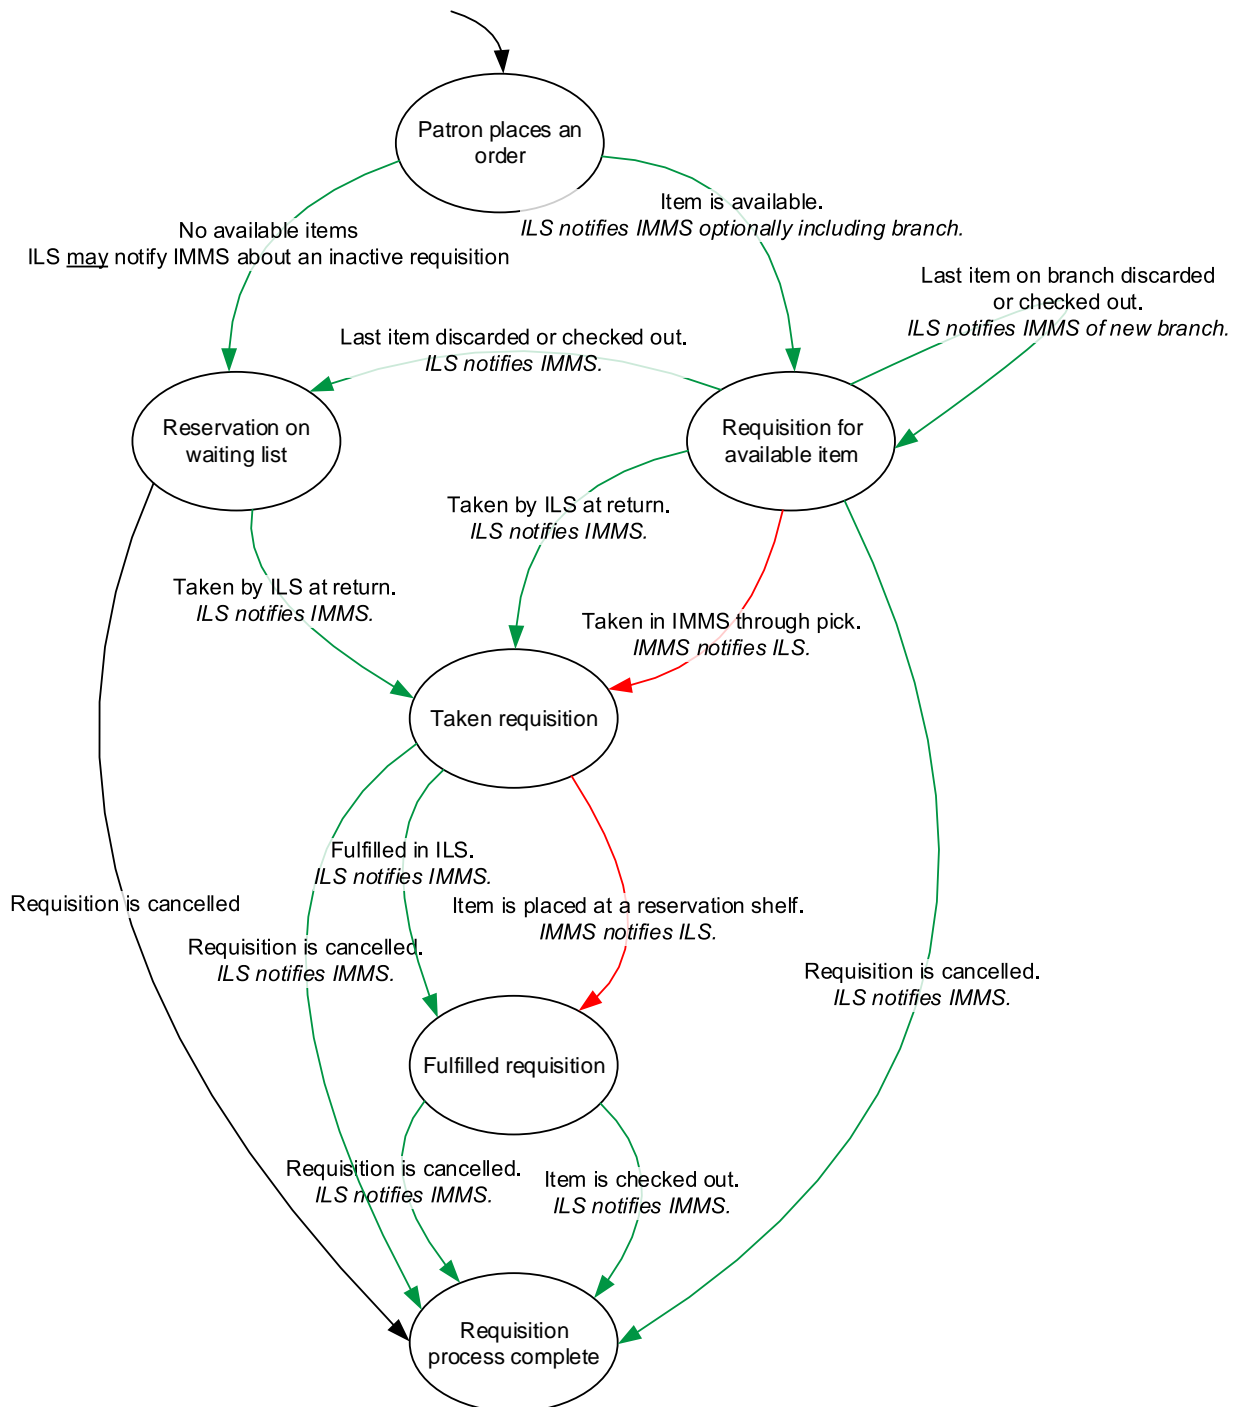 Patron places an
order
Item is available.
ILS notifies IMMS optionally including branch.
No available items
ILS may notify IMMS about an inactive requisition
Last item on branch discarded
or checked out.
ILS notifies IMMS of new branch.
Last item discarded or checked out.
ILS notifies IMMS.
Reservation on
waiting list
Requisition for
available item
Taken by ILS at return.
ILS notifies IMMS.
Taken by ILS at return.
ILS notifies IMMS.
Taken in IMMS through pick.
IMMS notifies ILS.
Taken requisition
Fulfilled in ILS.
ILS notifies IMMS.
Requisition is cancelled
Item is placed at a reservation shelf.
IMMS notifies ILS.
Requisition is cancelled.
ILS notifies IMMS.
Requisition is cancelled.
ILS notifies IMMS.
Fulfilled requisition
Requisition is cancelled.
ILS notifies IMMS.
Item is checked out.
ILS notifies IMMS.
Requisition
process complete